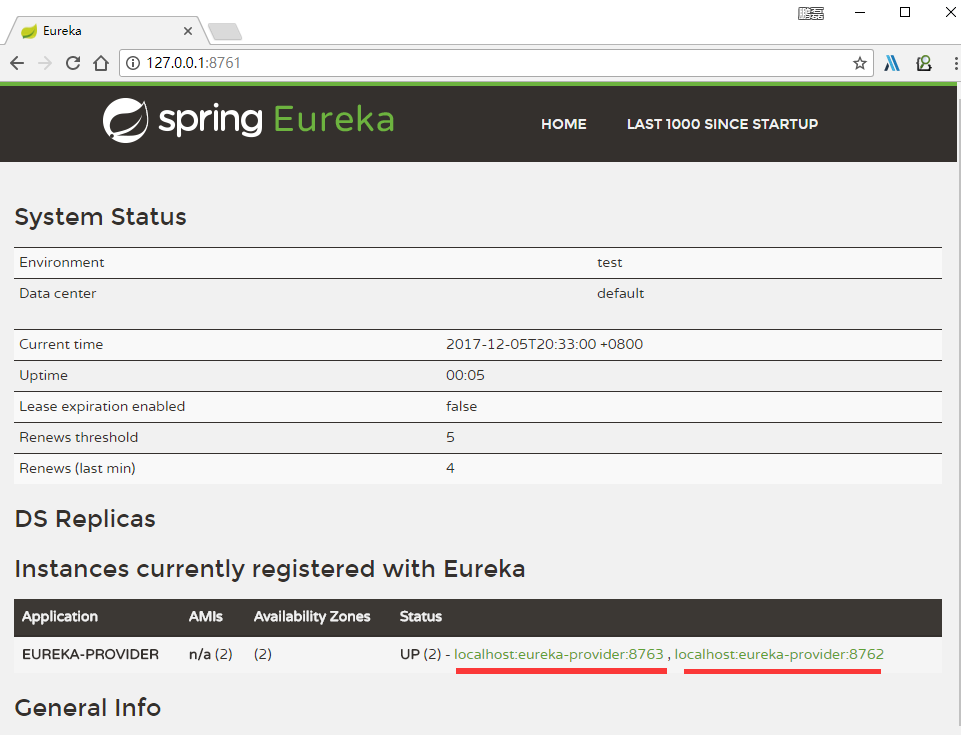 鹏磊
Eureka
127.0.0.1:8761
spring Eureka
HOME
LAST 1000 SINCE STARTUP
System Status
Environment test
Data center default
Current time 2017-12-05T20:33:00 +0800
Uptime 00:05
Lease expiration enabled false
Renews threshold 5
Renews (last min) 4
DS Replicas
Instances currently registered with Eureka
Application AMIs Availability Zones Status
EUREKA-PROVIDER n/a (2) (2) UP (2) - localhost:eureka-provider:8763 , localhost:eureka-provider:8762
General Info